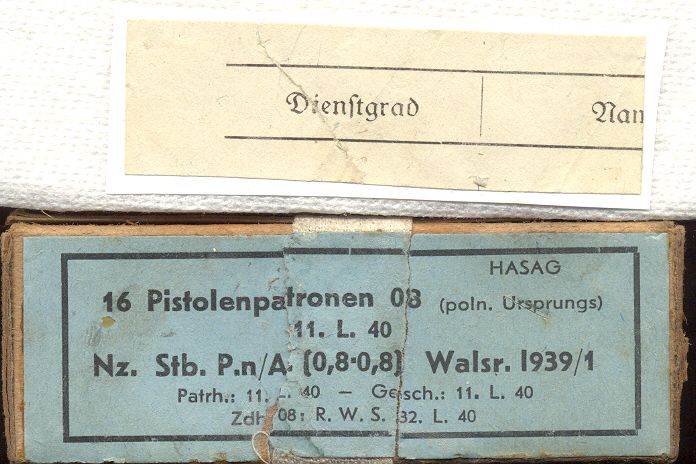 Dienstgrad Nam
HASAG
16 Pistolenpatronen 08 (poln. Ursprungs)
11. L. 40
Nz. Stb. P.n/A. (0,8·0,8) Walsr. 1939/1
Patrh.: 11. L. 40 – Gesch.: 11. L. 40
Zdh. 08: R. W. S. 32. L. 40